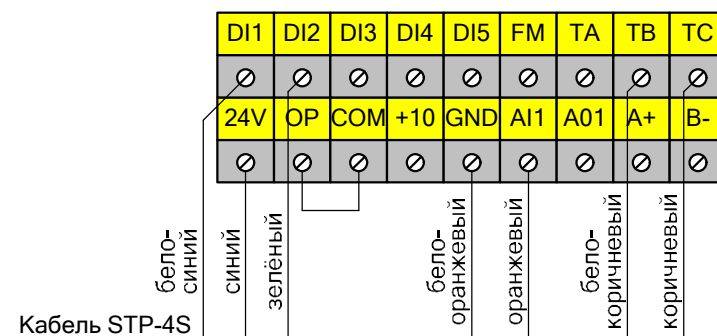 DI1 DI2 DI3 DI4 DI5 FM TA TB TC
24V OP COM +10 GND AI1 A01 A+ B-
бело-
синий
синий
зелёный
бело-
оранжевый
оранжевый
бело-
коричневый
коричневый
Кабель STP-4S